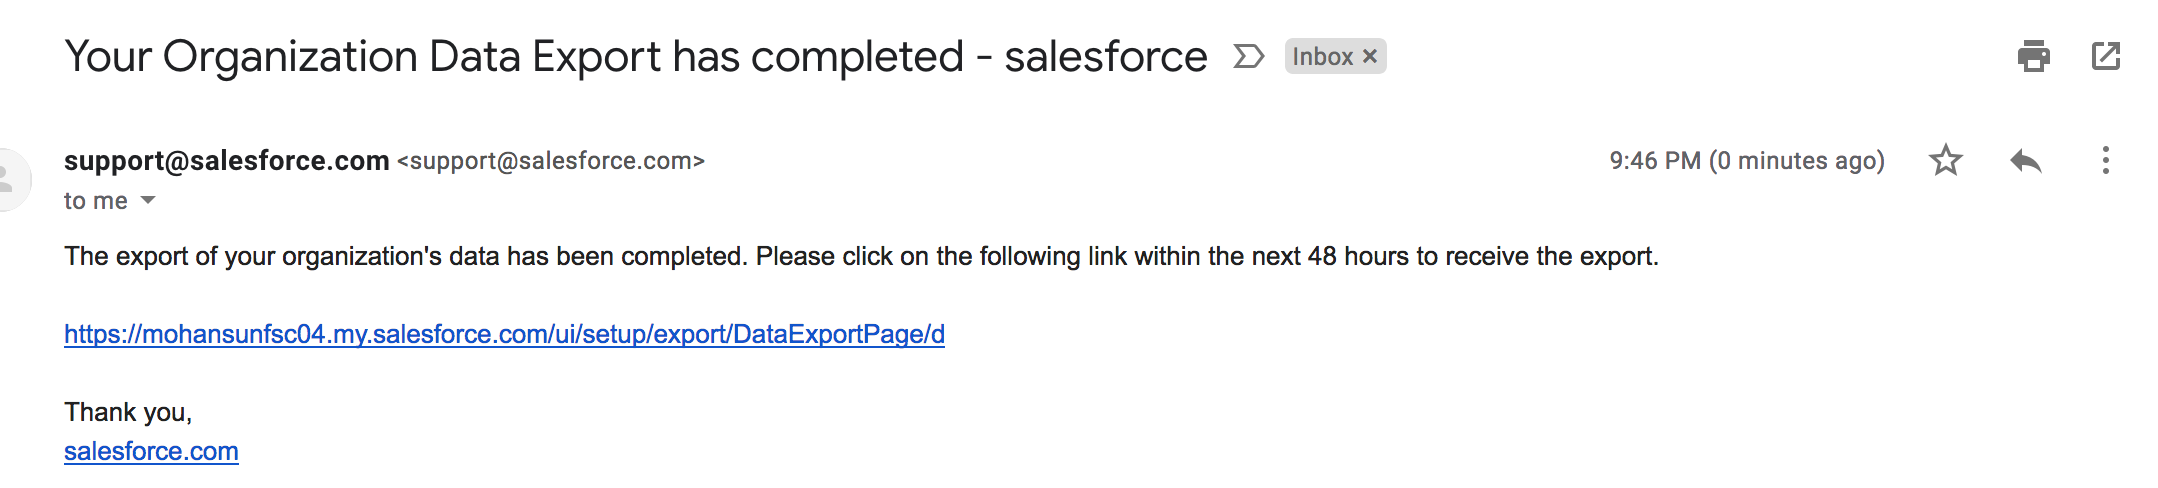 Your Organization Data Export has completed - salesforce Inbox ×
support@salesforce.com <support@salesforce.com> 9:46 PM (0 minutes ago)
to me
The export of your organization's data has been completed. Please click on the following link within the next 48 hours to receive the export.
https://mohansunfsc04.my.salesforce.com/ui/setup/export/DataExportPage/d
Thank you,
salesforce.com